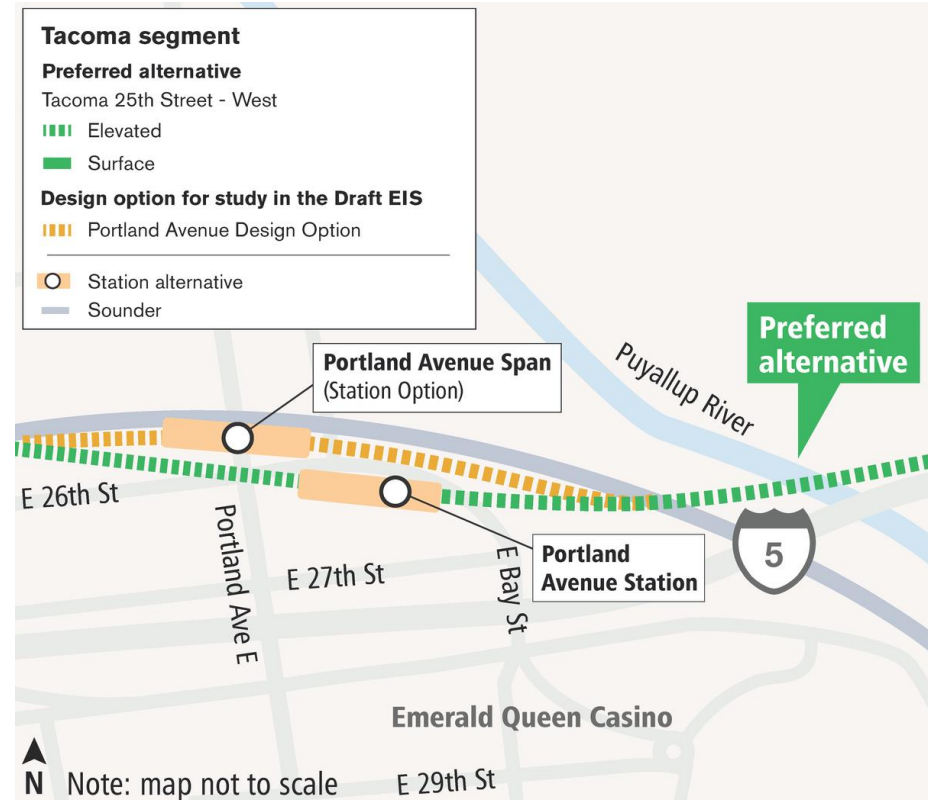 Tacoma segment
Preferred alternative
Tacoma 25th Street - West
Elevated
Surface
Design option for study in the Draft EIS
Portland Avenue Design Option
Station alternative
Sounder
Preferred
alternative
Puyallup River
Portland Avenue Span
(Station Option)
E 26th St
Portland Ave E
E 27th St
E Bay St
Portland
Avenue Station
5
Emerald Queen Casino
N Note: map not to scale
E 29th St